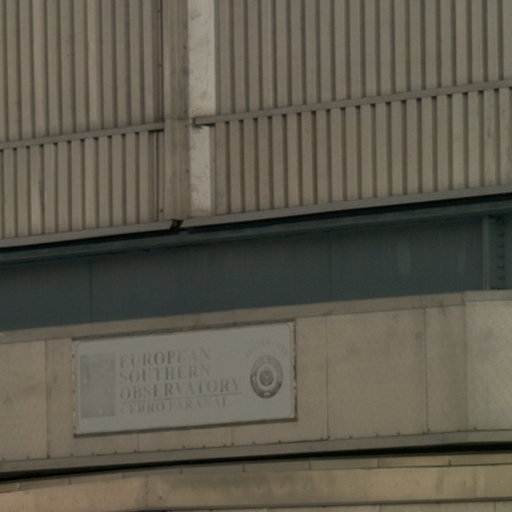 EUROPEAN
SOUTHERN
OBSERVATORY
CERRO PARANAL